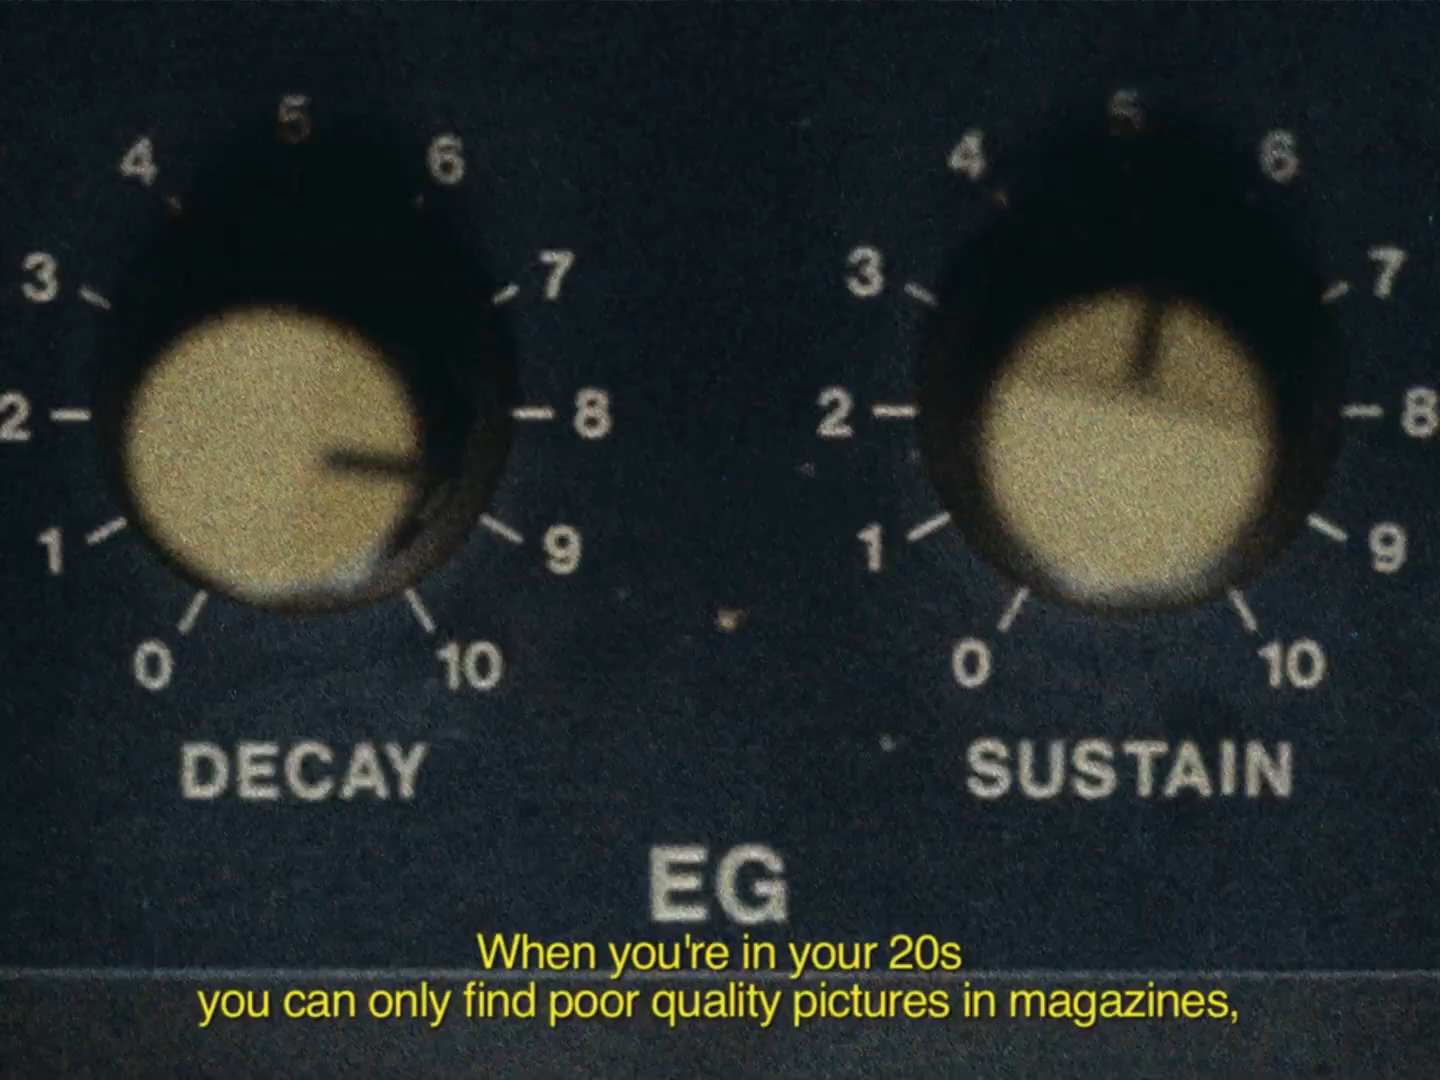 5 5
4 6 4 6
3 7 3 7
2 8 2 8
1 9 1 9
0 10 0 10
DECAY SUSTAIN
EG
When you're in your 20s
you can only find poor quality pictures in magazines,